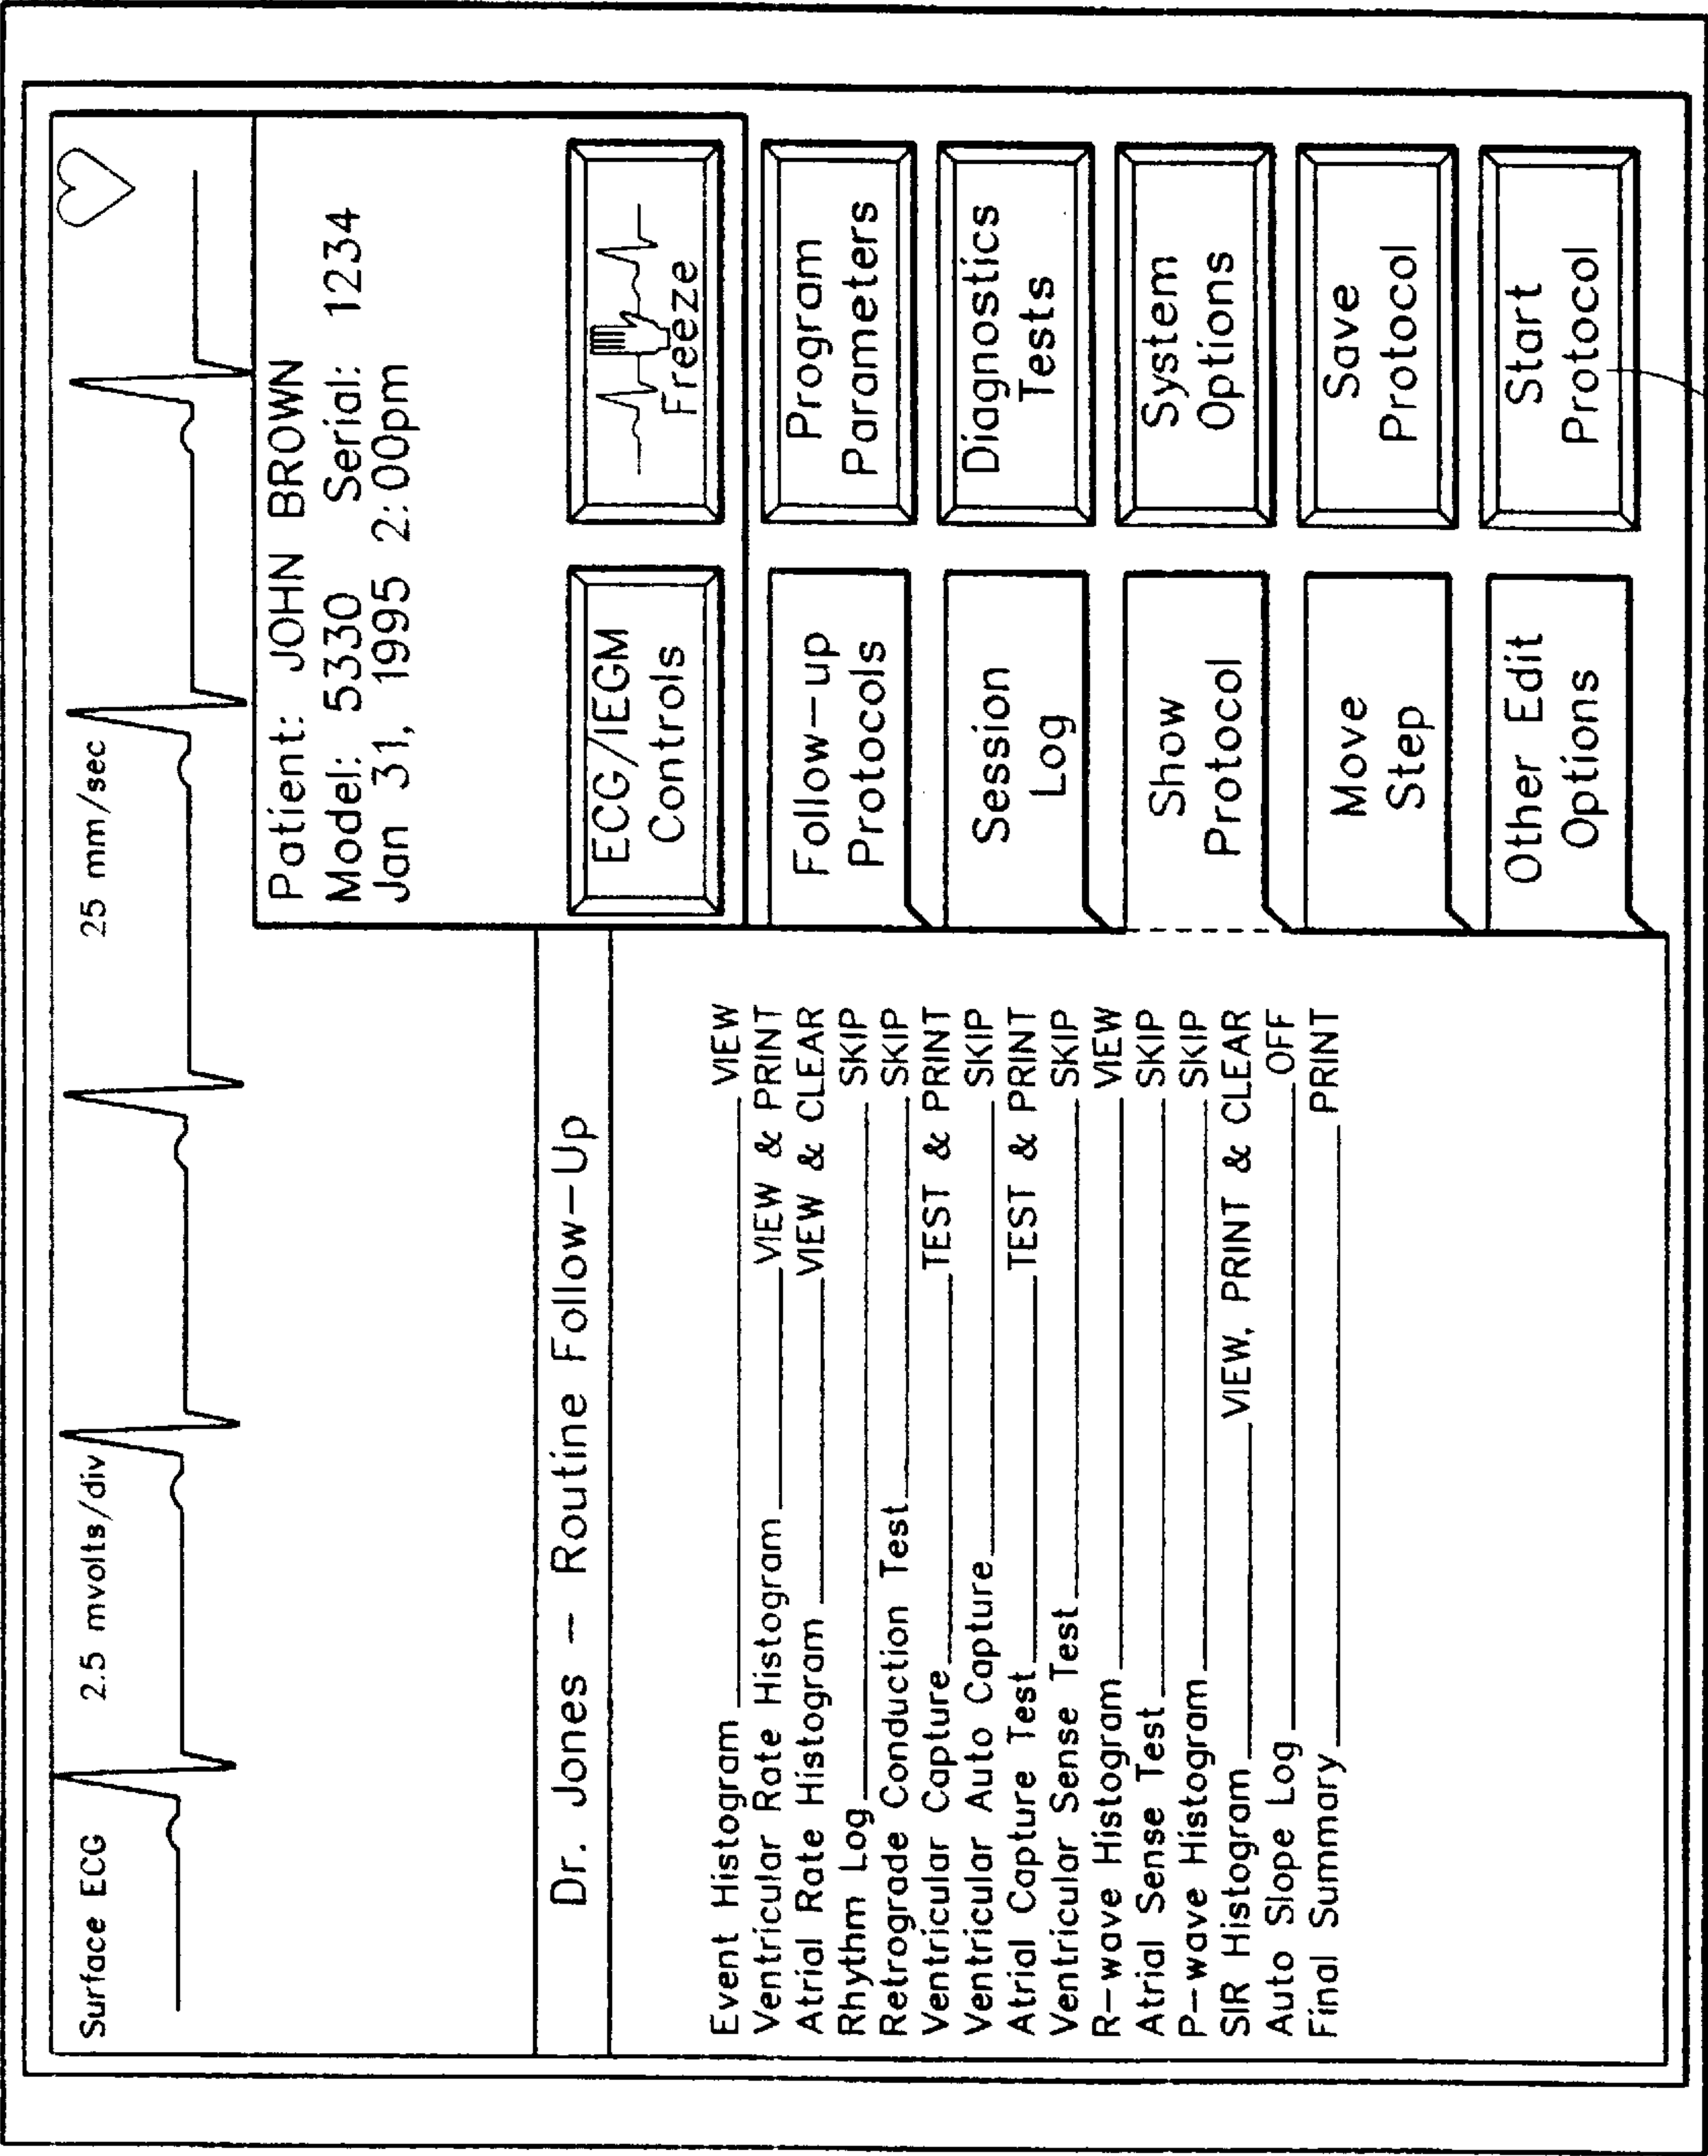 Surface ECG 2.5 mvolts/div 25 mm/sec
Patient: JOHN BROWN
Model: 5330 Serial: 1234
Jan 31, 1995 2:00pm
ECG/IEGM
Controls
Freeze
Dr. Jones - Routine Follow-Up
Event Histogram VIEW
Ventricular Rate Histogram VIEW & PRINT
Atrial Rate Histogram VIEW & CLEAR
Rhythm Log SKIP
Retrograde Conduction Test SKIP
Ventricular Capture TEST & PRINT
Ventricular Auto Capture SKIP
Atrial Capture Test TEST & PRINT
Ventricular Sense Test SKIP
R-wave Histogram VIEW
Atrial Sense Test SKIP
P-wave Histogram SKIP
SIR Histogram VIEW, PRINT & CLEAR
Auto Slope Log OFF
Final Summary PRINT
Follow-up
Protocols
Program
Parameters
Session
Log
Diagnostics
Tests
Show
Protocol
System
Options
Move
Step
Save
Protocol
Other Edit
Options
Start
Protocol